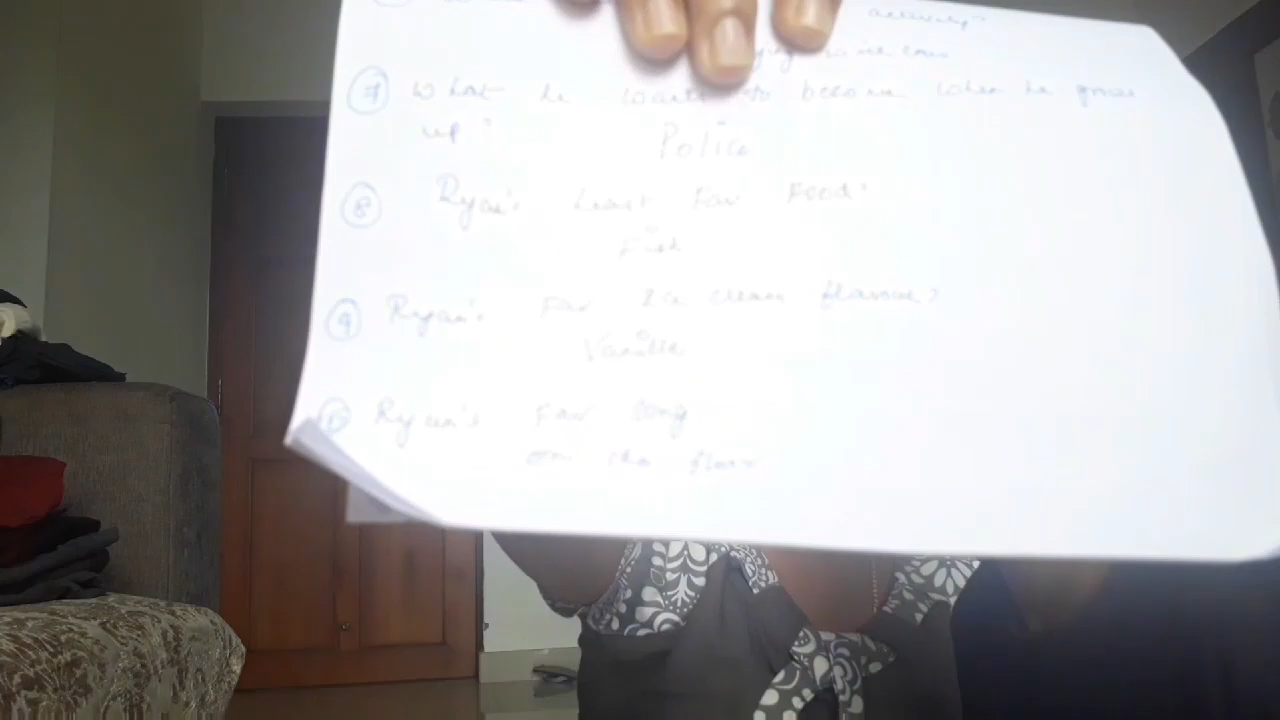 activity?
⑦ What he wants to become when he grows
up?
Police
⑧ Ryan's Least Fav Food?
Fish
⑨ Ryan's Fav Ice cream flavour?
Vanilla
⑩ Ryan's Fav Song
on the floor